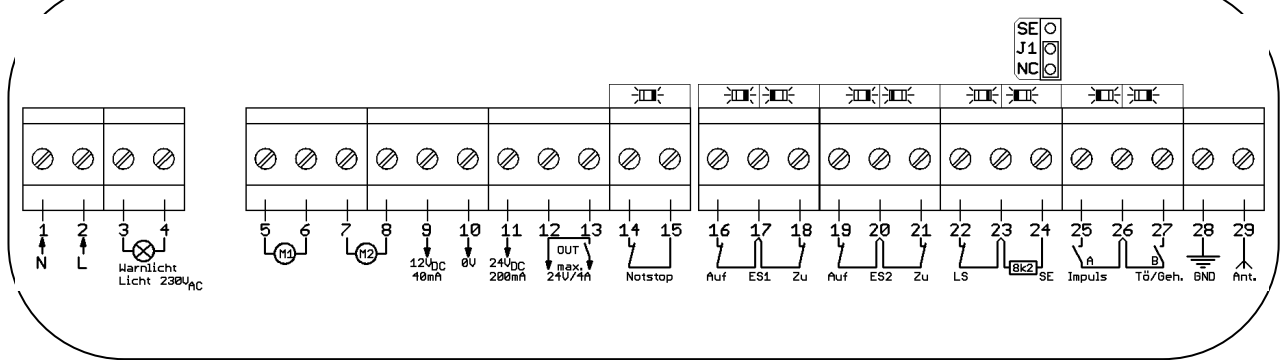 SE
J1
NC
1 2 3 4 5 6 7 8 9 10 11 12 13 14 15 16 17 18 19 20 21 22 23 24 25 26 27 28 29
N L
Warnlicht
Licht 230VAC
M1
M2
12VDC
40mA
0V
24VDC
200mA
OUT
max.
24V/4A
Notstop
Auf ES1 Zu
Auf ES2 Zu
LS 8k2 SE
A B
Impuls Tö/Geh.
GND
Ant.